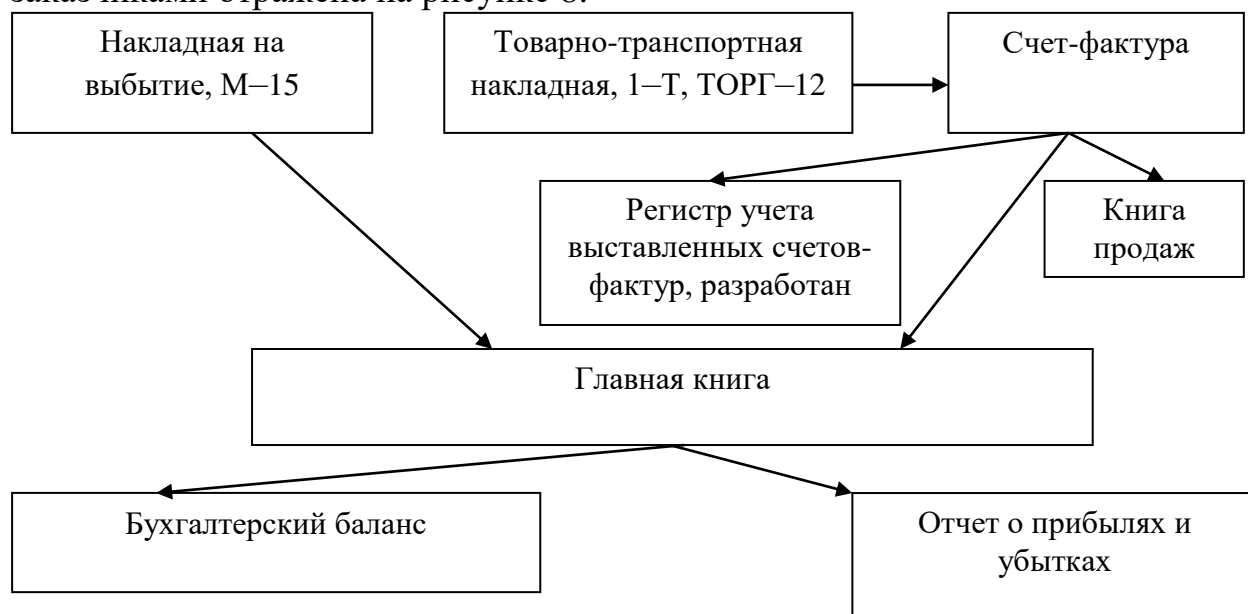 заказчиками отражена на рисунке 8.
Накладная на
выбытие, М–15
Товарно-транспортная
накладная, 1–Т, ТОРГ–12
Счет-фактура
Регистр учета
выставленных счетов-
фактур, разработан
Книга
продаж
Главная книга
Бухгалтерский баланс
Отчет о прибылях и
убытках